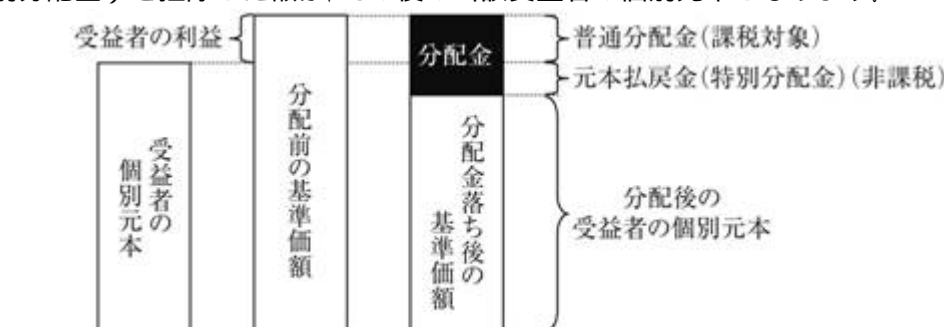 受益者の利益
分配金
普通分配金(課税対象)
元本払戻金(特別分配金)(非課税)
受益者の
個別元本
分配前の基準価額
分配金落ち後の
基準価額
分配後の
受益者の個別元本